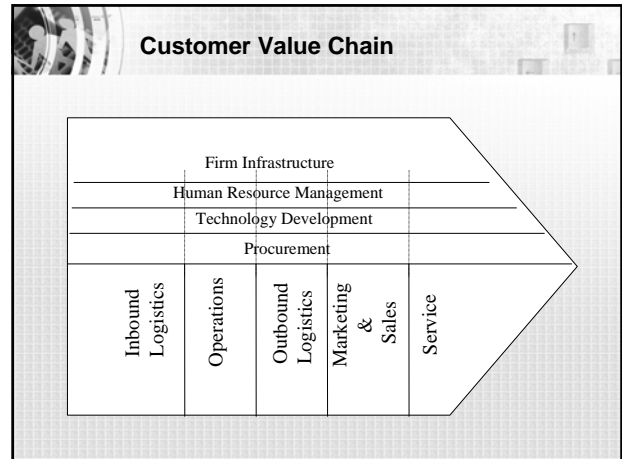 Customer Value Chain
Firm Infrastructure
Human Resource Management
Technology Development
Procurement
Inbound
Logistics
Operations
Outbound
Logistics
Marketing
&
Sales
Service